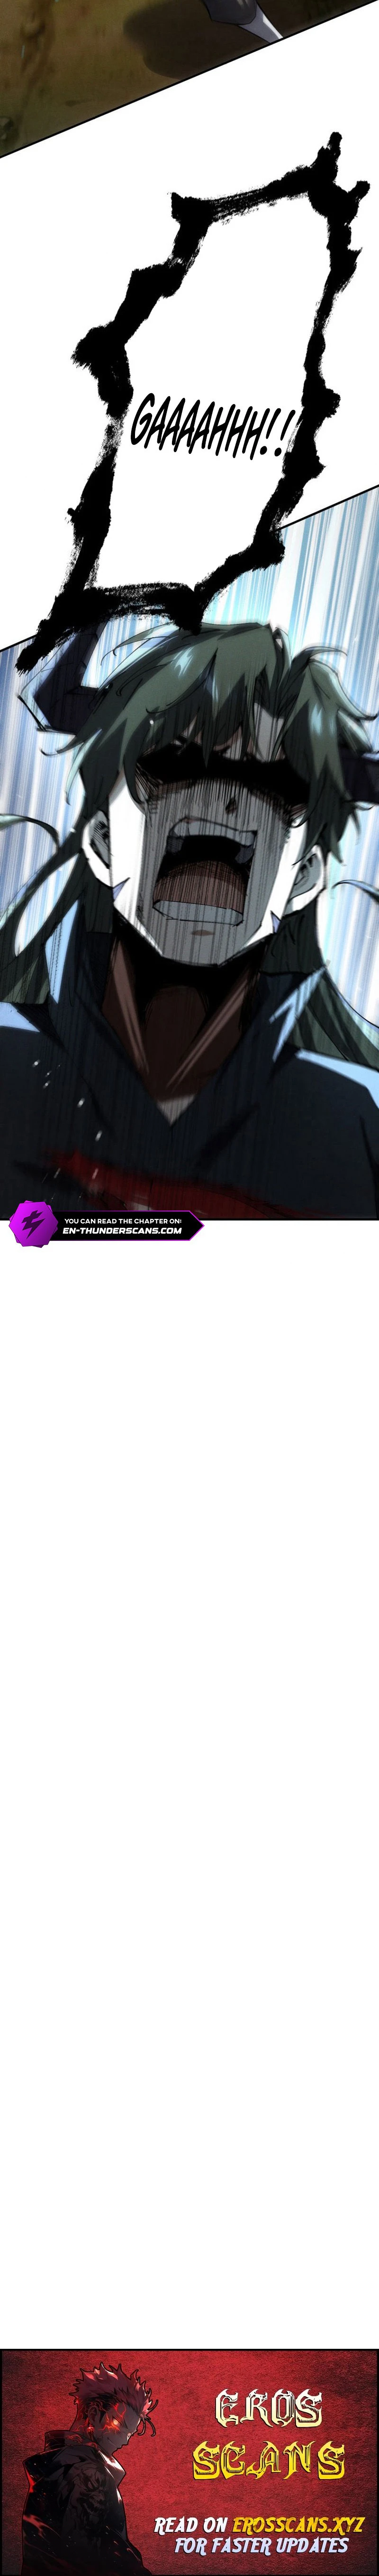 GAAAAHHH!!
YOU CAN READ THE CHAPTER ON:
EN-THUNDERSCANS.COM
EROS
SCANS
READ ON EROSSCANS.XYZ
FOR FASTER UPDATES